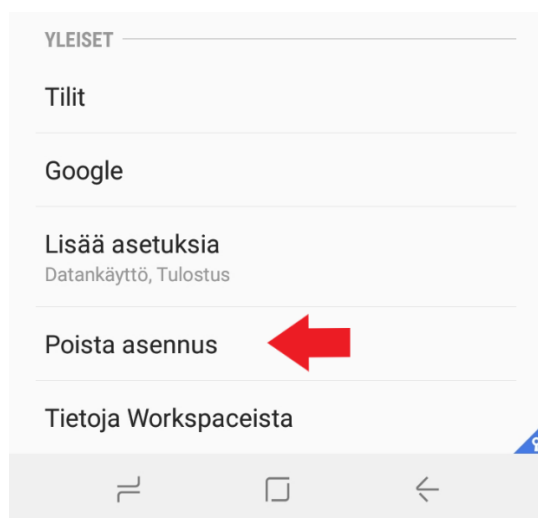 YLEISET
Tilit
Google
Lisää asetuksia
Datankäyttö, Tulostus
Poista asennus
Tietoja Workspaceista